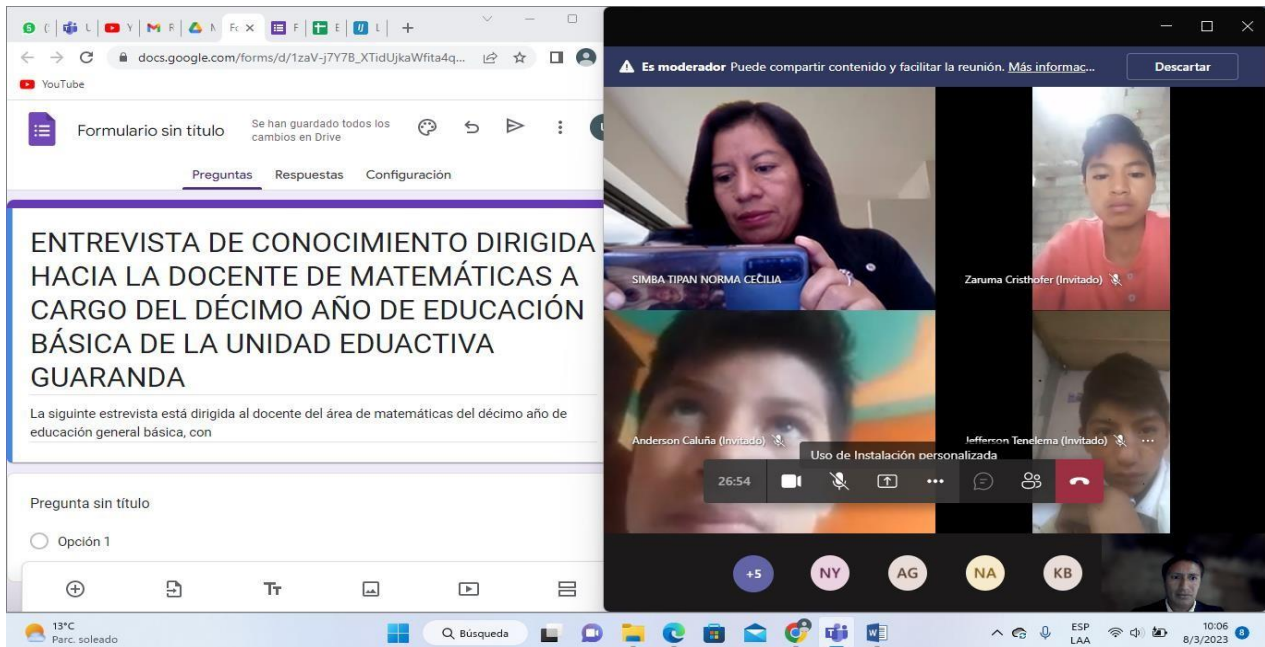 docs.google.com/forms/d/1zaV-j7Y7B_XTidUjkaWfita4q...
YouTube
Formulario sin título
Se han guardado todos los
cambios en Drive
Preguntas Respuestas Configuración
ENTREVISTA DE CONOCIMIENTO DIRIGIDA
HACIA LA DOCENTE DE MATEMÁTICAS A
CARGO DEL DÉCIMO AÑO DE EDUCACIÓN
BÁSICA DE LA UNIDAD EDUACTIVA
GUARANDA
La siguinte estrevista está dirigida al docente del área de matemáticas del décimo año de
educación general básica, con
Pregunta sin título
Opción 1
Es moderador Puede compartir contenido y facilitar la reunión. Más informac...
Descartar
SIMBA TIPAN NORMA CECILIA
Zaruma Cristhofer (Invitado)
Anderson Caluña (Invitado)
Jefferson Tenelema (Invitado)
Uso de Instalación personalizada
26:54
+5 NY AG NA KB
13°C
Parc. soleado
Búsqueda
ESP
LAA
10:06
8/3/2023
8